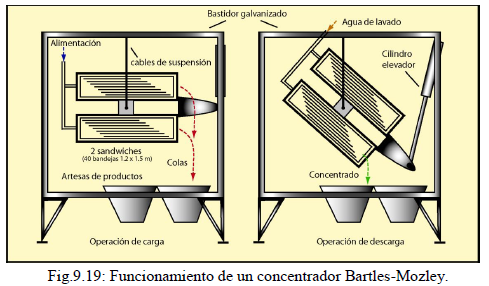 Bastidor galvanizado
Alimentación
cables de suspensión
2 sandwiches
(40 bandejas 1.2 x 1.5 m)
Colas
Artesas de productos
Operación de carga
Agua de lavado
Cilindro
elevador
Concentrado
Operación de descarga
Fig.9.19: Funcionamiento de un concentrador Bartles-Mozley.